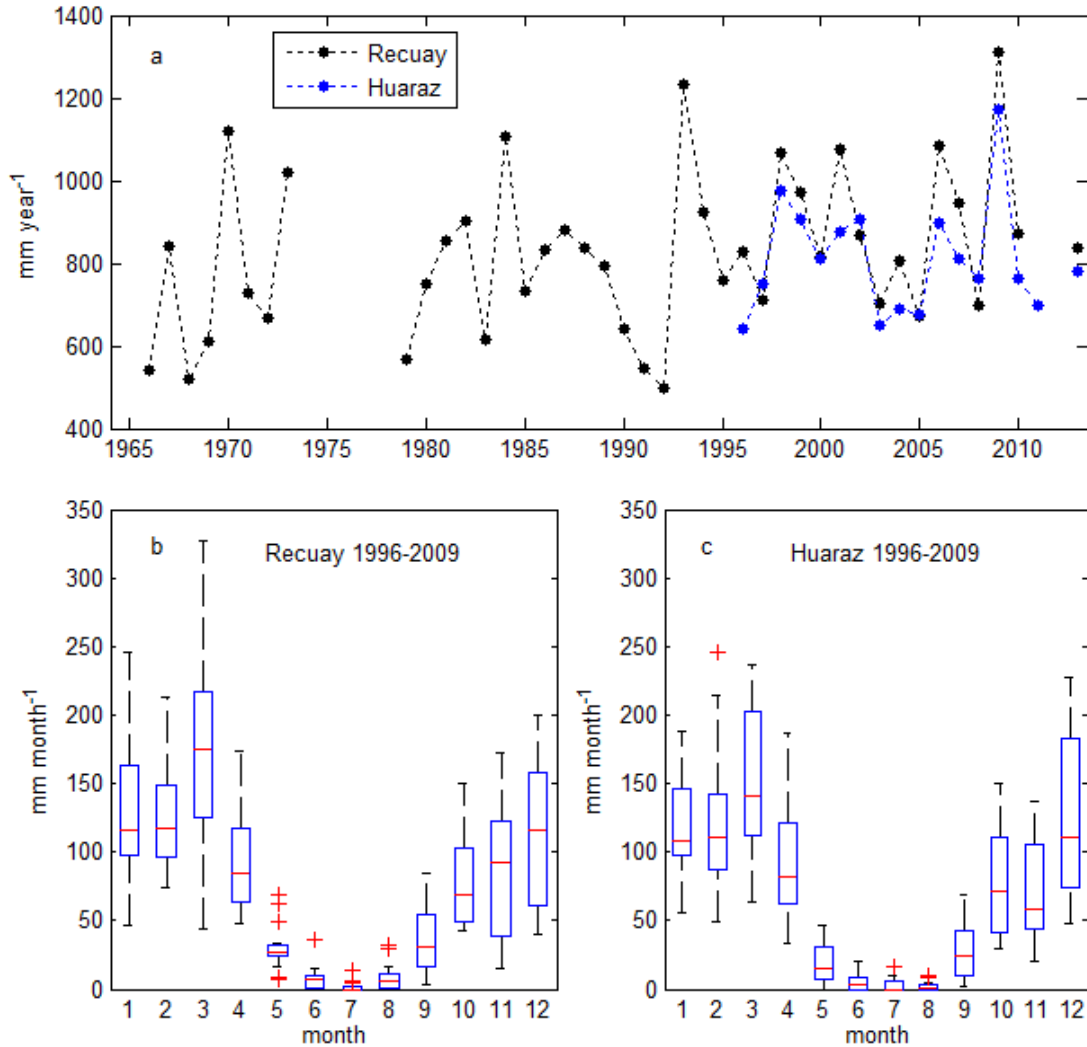 1400
a
Recuay
Huaraz
1200
1000
800
600
400
mm year-1
1965 1970 1975 1980 1985 1990 1995 2000 2005 2010
350
b Recuay 1996-2009
300
250
200
150
100
50
0
mm month-1
1 2 3 4 5 6 7 8 9 10 11 12
month
350
c Huaraz 1996-2009
300
250
200
150
100
50
0
mm month-1
1 2 3 4 5 6 7 8 9 10 11 12
month